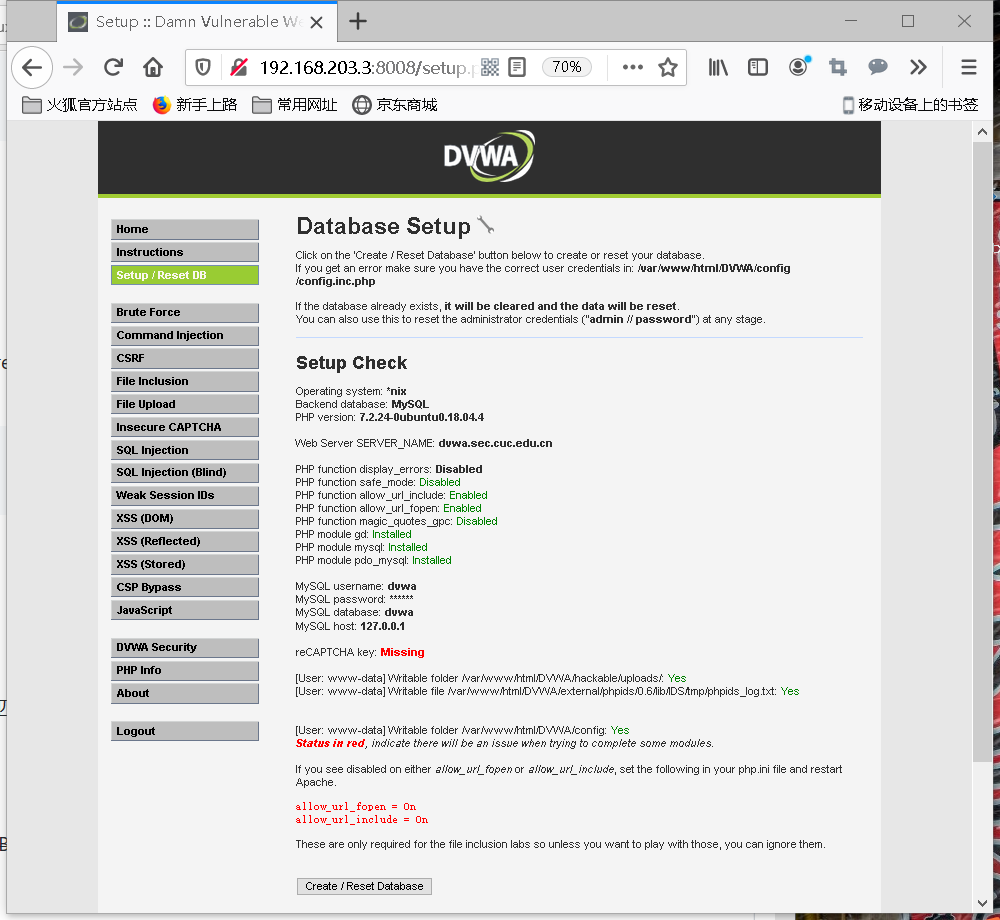 Setup :: Damn Vulnerable W
192.168.203.3:8008/setup.
70%
火狐官方站点
新手上路
常用网址
京东商城
移动设备上的书签
DVWA
Home
Instructions
Setup / Reset DB
Brute Force
Command Injection
CSRF
File Inclusion
File Upload
Insecure CAPTCHA
SQL Injection
SQL Injection (Blind)
Weak Session IDs
XSS (DOM)
XSS (Reflected)
XSS (Stored)
CSP Bypass
JavaScript
DVWA Security
PHP Info
About
Logout
Database Setup
Click on the 'Create / Reset Database' button below to create or reset your database.
If you get an error make sure you have the correct user credentials in: /var/www/html/DVWA/config
/config.inc.php
If the database already exists, it will be cleared and the data will be reset.
You can also use this to reset the administrator credentials ("admin // password") at any stage.
Setup Check
Operating system: *nix
Backend database: MySQL
PHP version: 7.2.24-0ubuntu0.18.04.4
Web Server SERVER_NAME: dvwa.sec.cuc.edu.cn
PHP function display_errors: Disabled
PHP function safe_mode: Disabled
PHP function allow_url_include: Enabled
PHP function allow_url_fopen: Enabled
PHP function magic_quotes_gpc: Disabled
PHP module gd: Installed
PHP module mysql: Installed
PHP module pdo_mysql: Installed
MySQL username: dvwa
MySQL password: ******
MySQL database: dvwa
MySQL host: 127.0.0.1
reCAPTCHA key: Missing
[User: www-data] Writable folder /var/www/html/DVWA/hackable/uploads/: Yes
[User: www-data] Writable file /var/www/html/DVWA/external/phpids/0.6/lib/IDS/tmp/phpids_log.txt: Yes
[User: www-data] Writable folder /var/www/html/DVWA/config: Yes
Status in red, indicate there will be an issue when trying to complete some modules.
If you see disabled on either allow_url_fopen or allow_url_include, set the following in your php.ini file and restart
Apache.
allow_url_fopen = On
allow_url_include = On
These are only required for the file inclusion labs so unless you want to play with those, you can ignore them.
Create / Reset Database